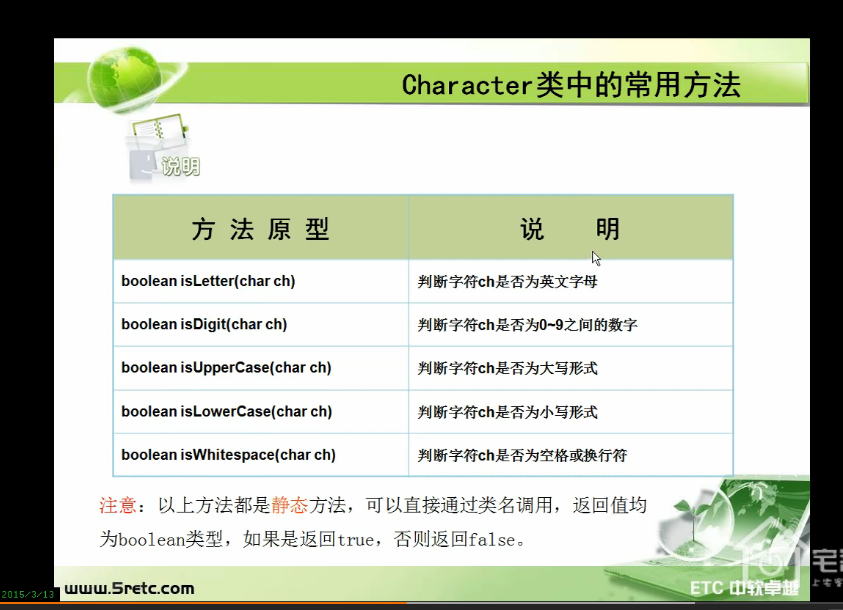 Character类中的常用方法
说明
方 法 原 型 说 明
boolean isLetter(char ch) 判断字符ch是否为英文字母
boolean isDigit(char ch) 判断字符ch是否为0~9之间的数字
boolean isUpperCase(char ch) 判断字符ch是否为大写形式
boolean isLowerCase(char ch) 判断字符ch是否为小写形式
boolean isWhitespace(char ch) 判断字符ch是否为空格或换行符
注意：以上方法都是静态方法，可以直接通过类名调用，返回值均
为boolean类型，如果是返回true，否则返回false。
2015/3/13
www.5retc.com
ETC 中软卓越
宅
上宅